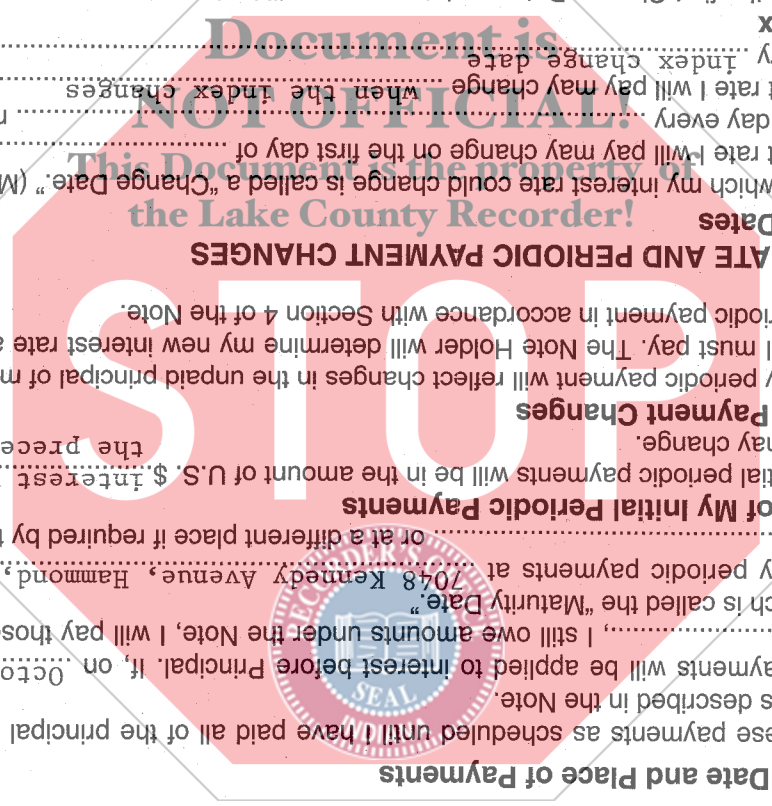 Document is
NOT OFFICIAL!
This Document is the property of
the Lake County Recorder!
STOP
RECORDER'S
SEAL
INDIANA
Date and Place of Payments
ese payments as scheduled until I have paid all of the principal
s described in the Note.
ayments will be applied to interest before Principal. If, on Octo
, I still owe amounts under the Note, I will pay those
ch is called the "Maturity Date."
y periodic payments at 7048 Kennedy Avenue, Hammond,
or at a different place if required by t
of My Initial Periodic Payments
tial periodic payments will be in the amount of U.S. $ interest
the prece
nay change.
Payment Changes
y periodic payment will reflect changes in the unpaid principal of m
I must pay. The Note Holder will determine my new interest rate a
riodic payment in accordance with Section 4 of the Note.
ATE AND PERIODIC PAYMENT CHANGES
Dates
t rate I will pay may change on the first day of
day every
t rate I will pay may change when the index changes
y index change date
which my interest rate could change is called a "Change Date." (M
x